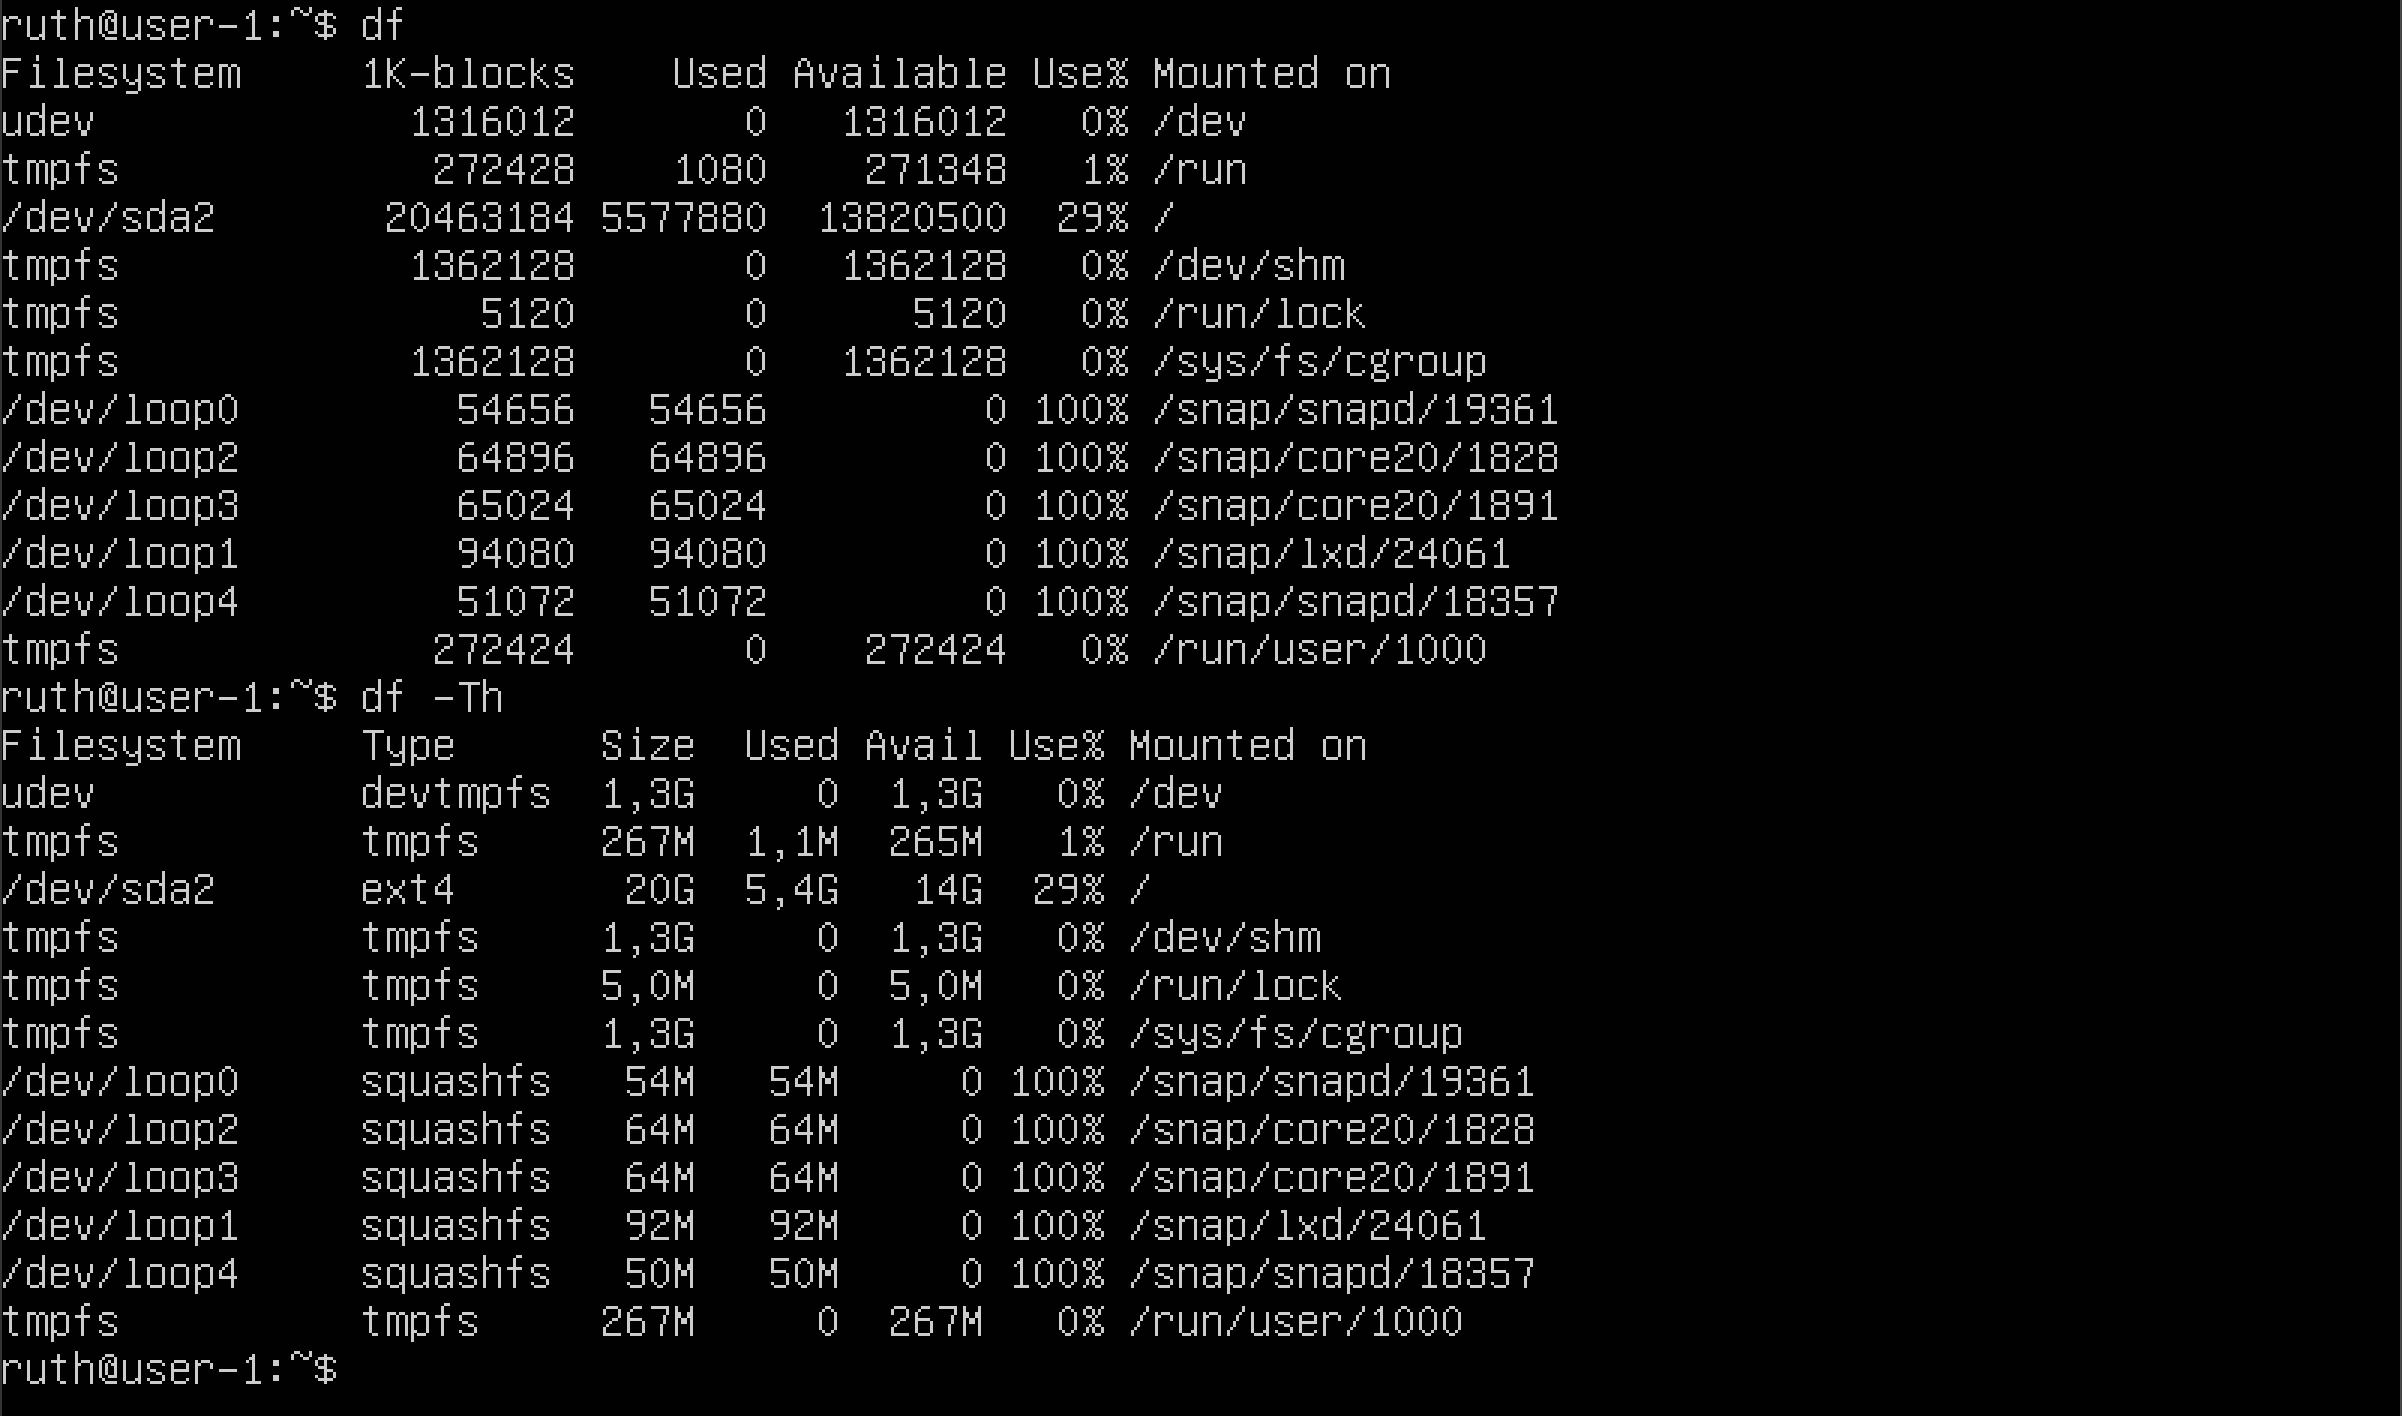 ruth@user-1:~$ df
Filesystem     1K-blocks    Used Available Use% Mounted on
udev             1316012       0   1316012   0% /dev
tmpfs             272428    1080    271348   1% /run
/dev/sda2       20463184 5577880  13820500  29% /
tmpfs            1362128       0   1362128   0% /dev/shm
tmpfs               5120       0      5120   0% /run/lock
tmpfs            1362128       0   1362128   0% /sys/fs/cgroup
/dev/loop0         54656   54656         0 100% /snap/snapd/19361
/dev/loop2         64896   64896         0 100% /snap/core20/1828
/dev/loop3         65024   65024         0 100% /snap/core20/1891
/dev/loop1         94080   94080         0 100% /snap/lxd/24061
/dev/loop4         51072   51072         0 100% /snap/snapd/18357
tmpfs             272424       0    272424   0% /run/user/1000
ruth@user-1:~$ df -Th
Filesystem     Type      Size  Used Avail Use% Mounted on
udev           devtmpfs  1,3G     0  1,3G   0% /dev
tmpfs          tmpfs     267M  1,1M  265M   1% /run
/dev/sda2      ext4       20G  5,4G   14G  29% /
tmpfs          tmpfs     1,3G     0  1,3G   0% /dev/shm
tmpfs          tmpfs     5,0M     0  5,0M   0% /run/lock
tmpfs          tmpfs     1,3G     0  1,3G   0% /sys/fs/cgroup
/dev/loop0     squashfs   54M   54M     0 100% /snap/snapd/19361
/dev/loop2     squashfs   64M   64M     0 100% /snap/core20/1828
/dev/loop3     squashfs   64M   64M     0 100% /snap/core20/1891
/dev/loop1     squashfs   92M   92M     0 100% /snap/lxd/24061
/dev/loop4     squashfs   50M   50M     0 100% /snap/snapd/18357
tmpfs          tmpfs     267M     0  267M   0% /run/user/1000
ruth@user-1:~$